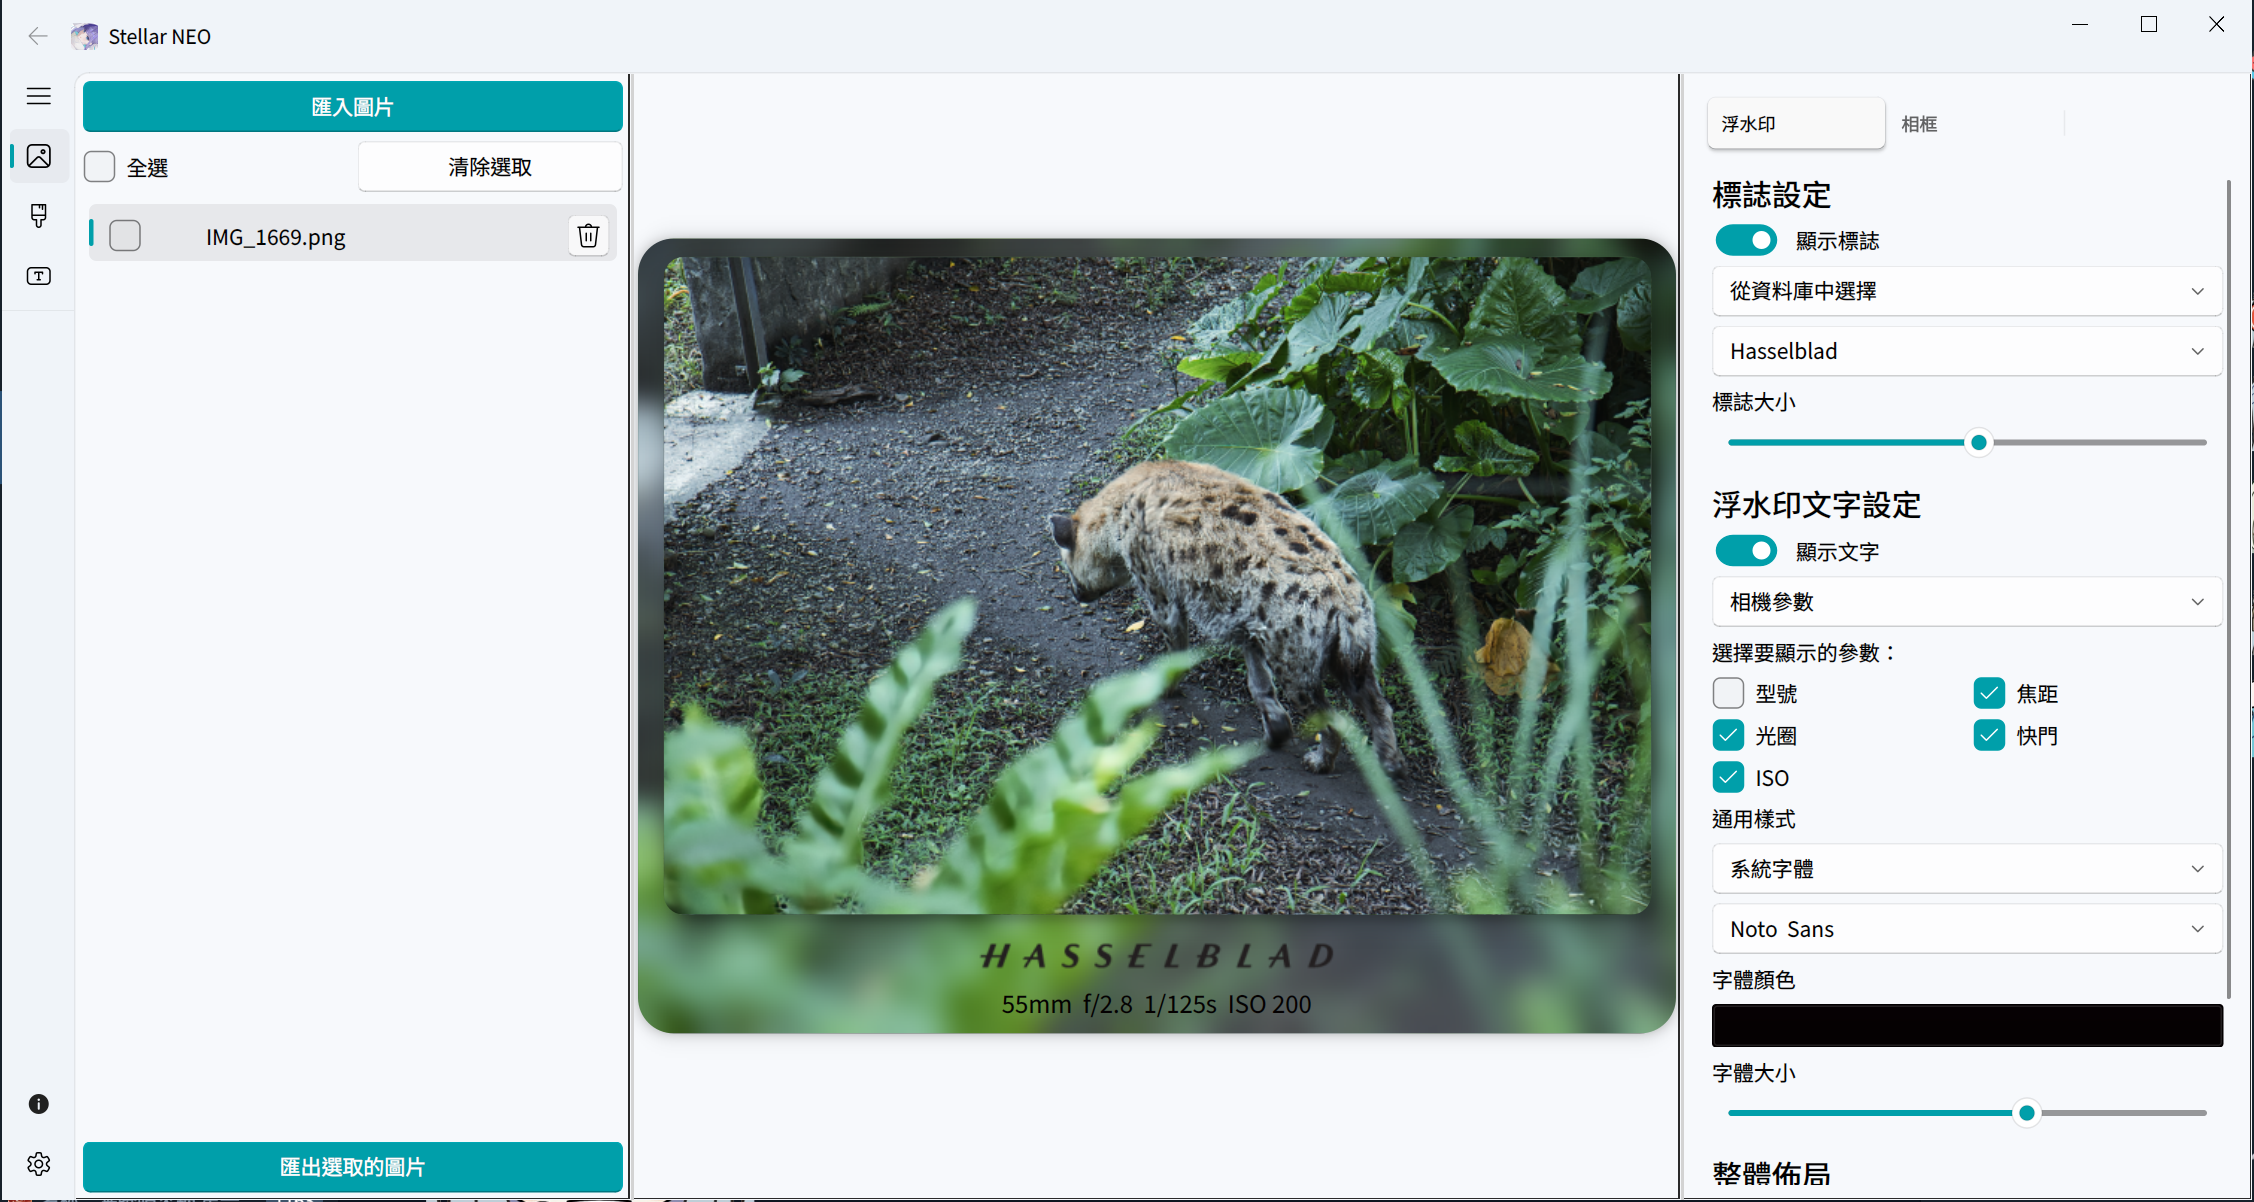 Stellar NEO
匯入圖片
全選
清除選取
IMG_1669.png
匯出選取的圖片
HASSELBLAD
55mm f/2.8 1/125s ISO 200
浮水印
相框
標誌設定
顯示標誌
從資料庫中選擇
Hasselblad
標誌大小
浮水印文字設定
顯示文字
相機參數
選擇要顯示的參數：
型號
焦距
光圈
快門
ISO
通用樣式
系統字體
Noto Sans
字體顏色
字體大小
整體佈局